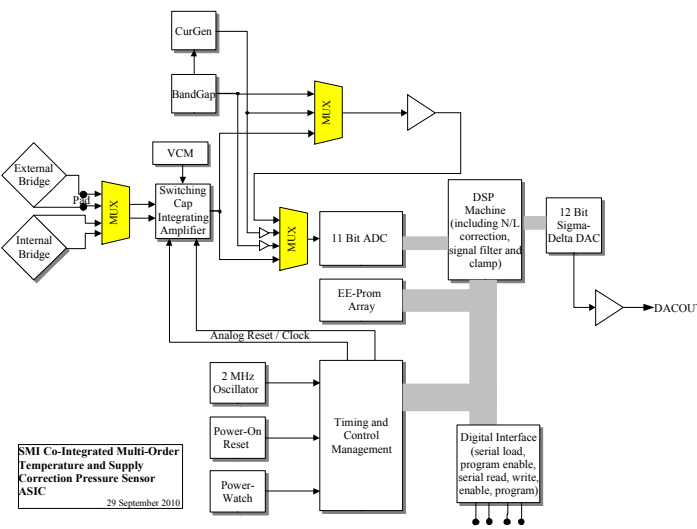 CurGen
BandGap
MUX
VCM
External
Bridge
Pad
MUX
Switching
Cap
Integrating
Amplifier
Internal
Bridge
MUX
11 Bit ADC
DSP
Machine
(including N/L
correction,
signal filter and
clamp)
12 Bit
Sigma-
Delta DAC
EE-Prom
Array
DACOUT
Analog Reset / Clock
2 MHz
Oscillator
Timing and
Control
Management
Power-On
Reset
Power-
Watch
Digital Interface
(serial load,
program enable,
serial read, write,
enable, program)
SMI Co-Integrated Multi-Order
Temperature and Supply
Correction Pressure Sensor
ASIC
29 September 2010